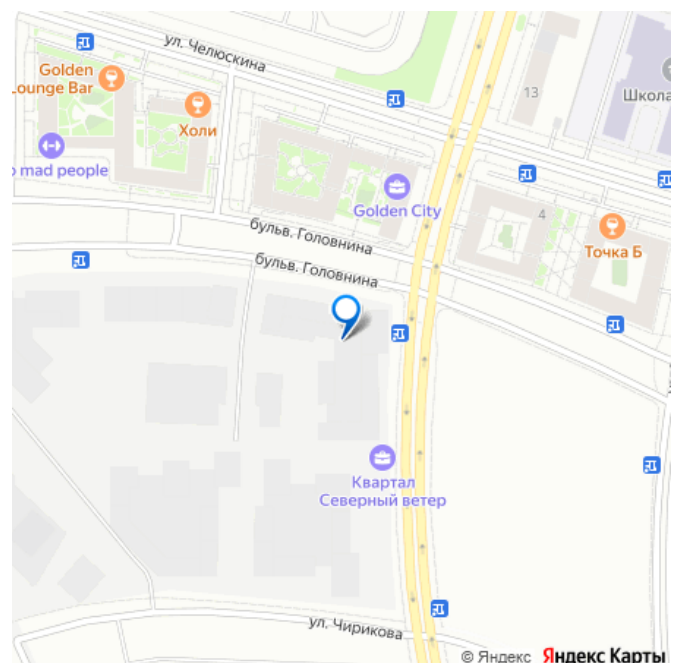 ул. Челюскина
Golden
ounge Bar
Холи
13
Школа
mad people
Golden City
4
Точка Б
бульв. Головнина
бульв. Головнина
Квартал
Северный ветер
ул. Чирикова
© Яндекс Яндекс Карты